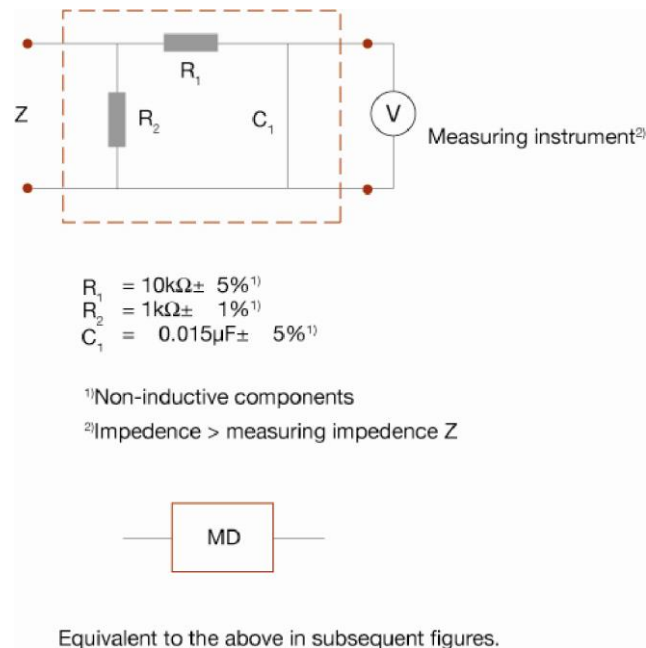 R₁
Z
R₂
C₁
V
Measuring instrument²⁾
R₁ = 10kΩ± 5%¹⁾
R₂ = 1kΩ± 1%¹⁾
C₁ = 0.015µF± 5%¹⁾
¹⁾Non-inductive components
²⁾Impedence > measuring impedence Z
MD
Equivalent to the above in subsequent figures.